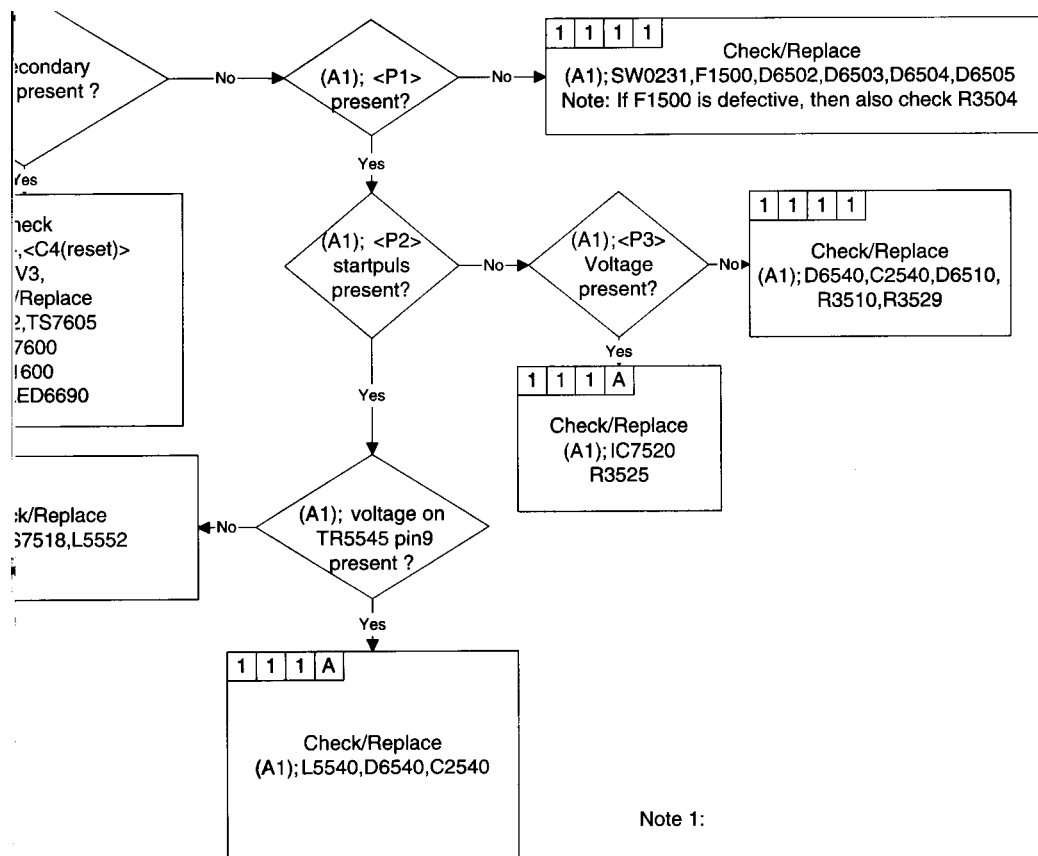 present ?
No
(A1); <P1>
present?
No
1 1 1 1
Check/Replace
(A1); SW0231,F1500,D6502,D6503,D6504,D6505
Note: If F1500 is defective, then also check R3504
Yes
Yes
,<C4(reset)>
V3,
/Replace
,TS7605
7600
(A1); <P2>
startpuls
present?
No
(A1);<P3>
Voltage
present?
No
1 1 1 1
Check/Replace
(A1); D6540,C2540,D6510,
R3510,R3529
Yes
1 1 1 A
Check/Replace
(A1); IC7520
R3525
Yes
(A1); voltage on
TR5545 pin9
present ?
No
/Replace
S7518,L5552
Yes
1 1 1 A
Check/Replace
(A1); L5540,D6540,C2540
Note 1: